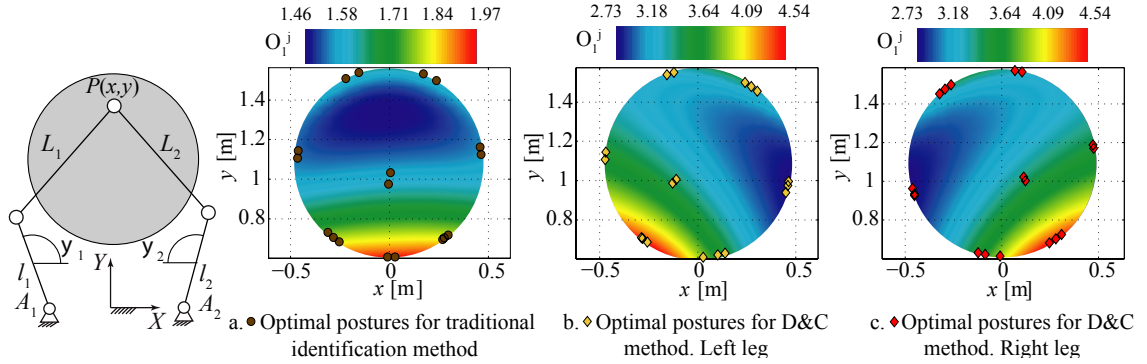 1.46 1.58 1.71 1.84 1.97
2.73 3.18 3.64 4.09 4.54
2.73 3.18 3.64 4.09 4.54
O₁ʲ
O₁ʲ
O₁ʲ
P(x,y)
L₁
L₂
y₁
y₂
l₁
l₂
Y
X
A₁
A₂
y [m]
1.4
1.2
1
0.8
−0.5 0 0.5
x [m]
y [m]
1.4
1.2
1
0.8
−0.5 0 0.5
x [m]
y [m]
1.4
1.2
1
0.8
−0.5 0 0.5
x [m]
a. Optimal postures for traditional
identification method
b. Optimal postures for D&C
method. Left leg
c. Optimal postures for D&C
method. Right leg